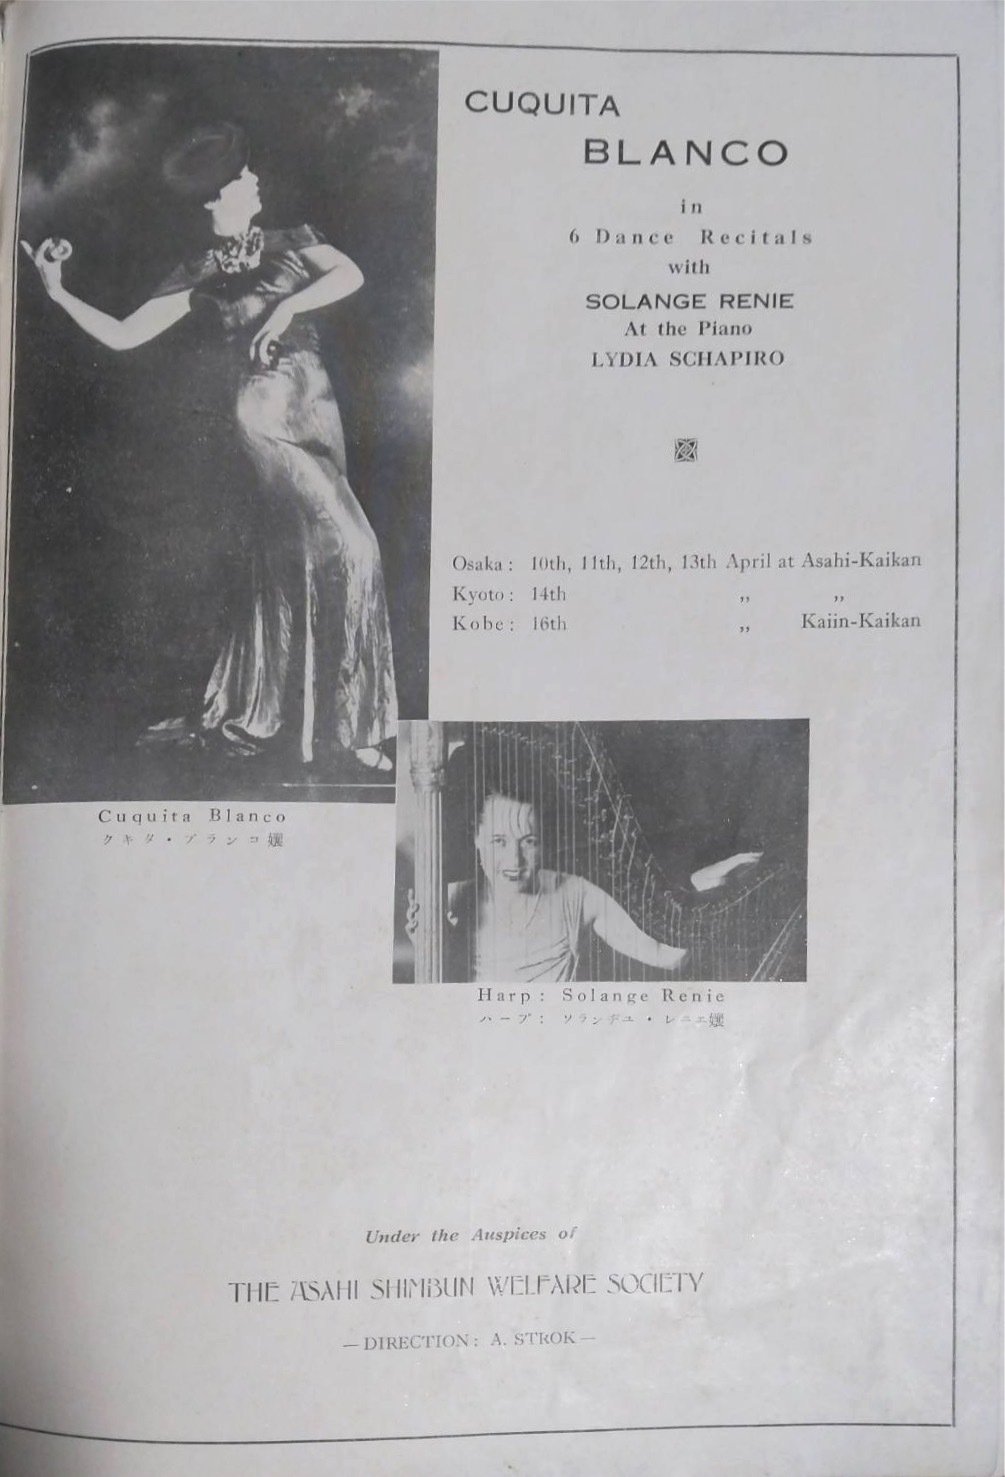 CUQUITA
BLANCO
in
6 Dance Recitals
with
SOLANGE RENIE
At the Piano
LYDIA SCHAPIRO
Osaka: 10th, 11th, 12th, 13th April at Asahi-Kaikan
Kyoto: 14th ,, ,,
Kobe: 16th ,, Kaiin-Kaikan
Cuquita Blanco
クキタ・ブランコ孃
Harp: Solange Renie
ハープ: ソランヂユ・レニエ孃
Under the Auspices of
THE ASAHI SHIMBUN WELFARE SOCIETY
—DIRECTION: A. STROK—